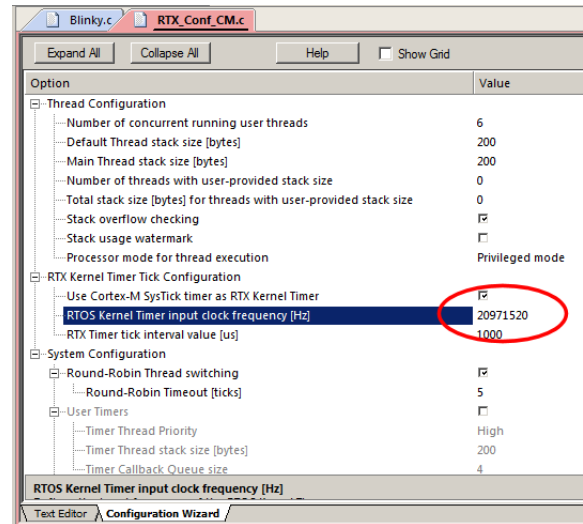 Blinky.c RTX_Conf_CM.c
Expand All Collapse All Help Show Grid
Option Value
Thread Configuration
Number of concurrent running user threads 6
Default Thread stack size [bytes] 200
Main Thread stack size [bytes] 200
Number of threads with user-provided stack size 0
Total stack size [bytes] for threads with user-provided stack size 0
Stack overflow checking
Stack usage watermark
Processor mode for thread execution Privileged mode
RTX Kernel Timer Tick Configuration
Use Cortex-M SysTick timer as RTX Kernel Timer
RTOS Kernel Timer input clock frequency [Hz] 20971520
RTX Timer tick interval value [us] 1000
System Configuration
Round-Robin Thread switching
Round-Robin Timeout [ticks] 5
User Timers
Timer Thread Priority High
Timer Thread stack size [bytes] 200
Timer Callback Queue size 4
RTOS Kernel Timer input clock frequency [Hz]
Text Editor Configuration Wizard